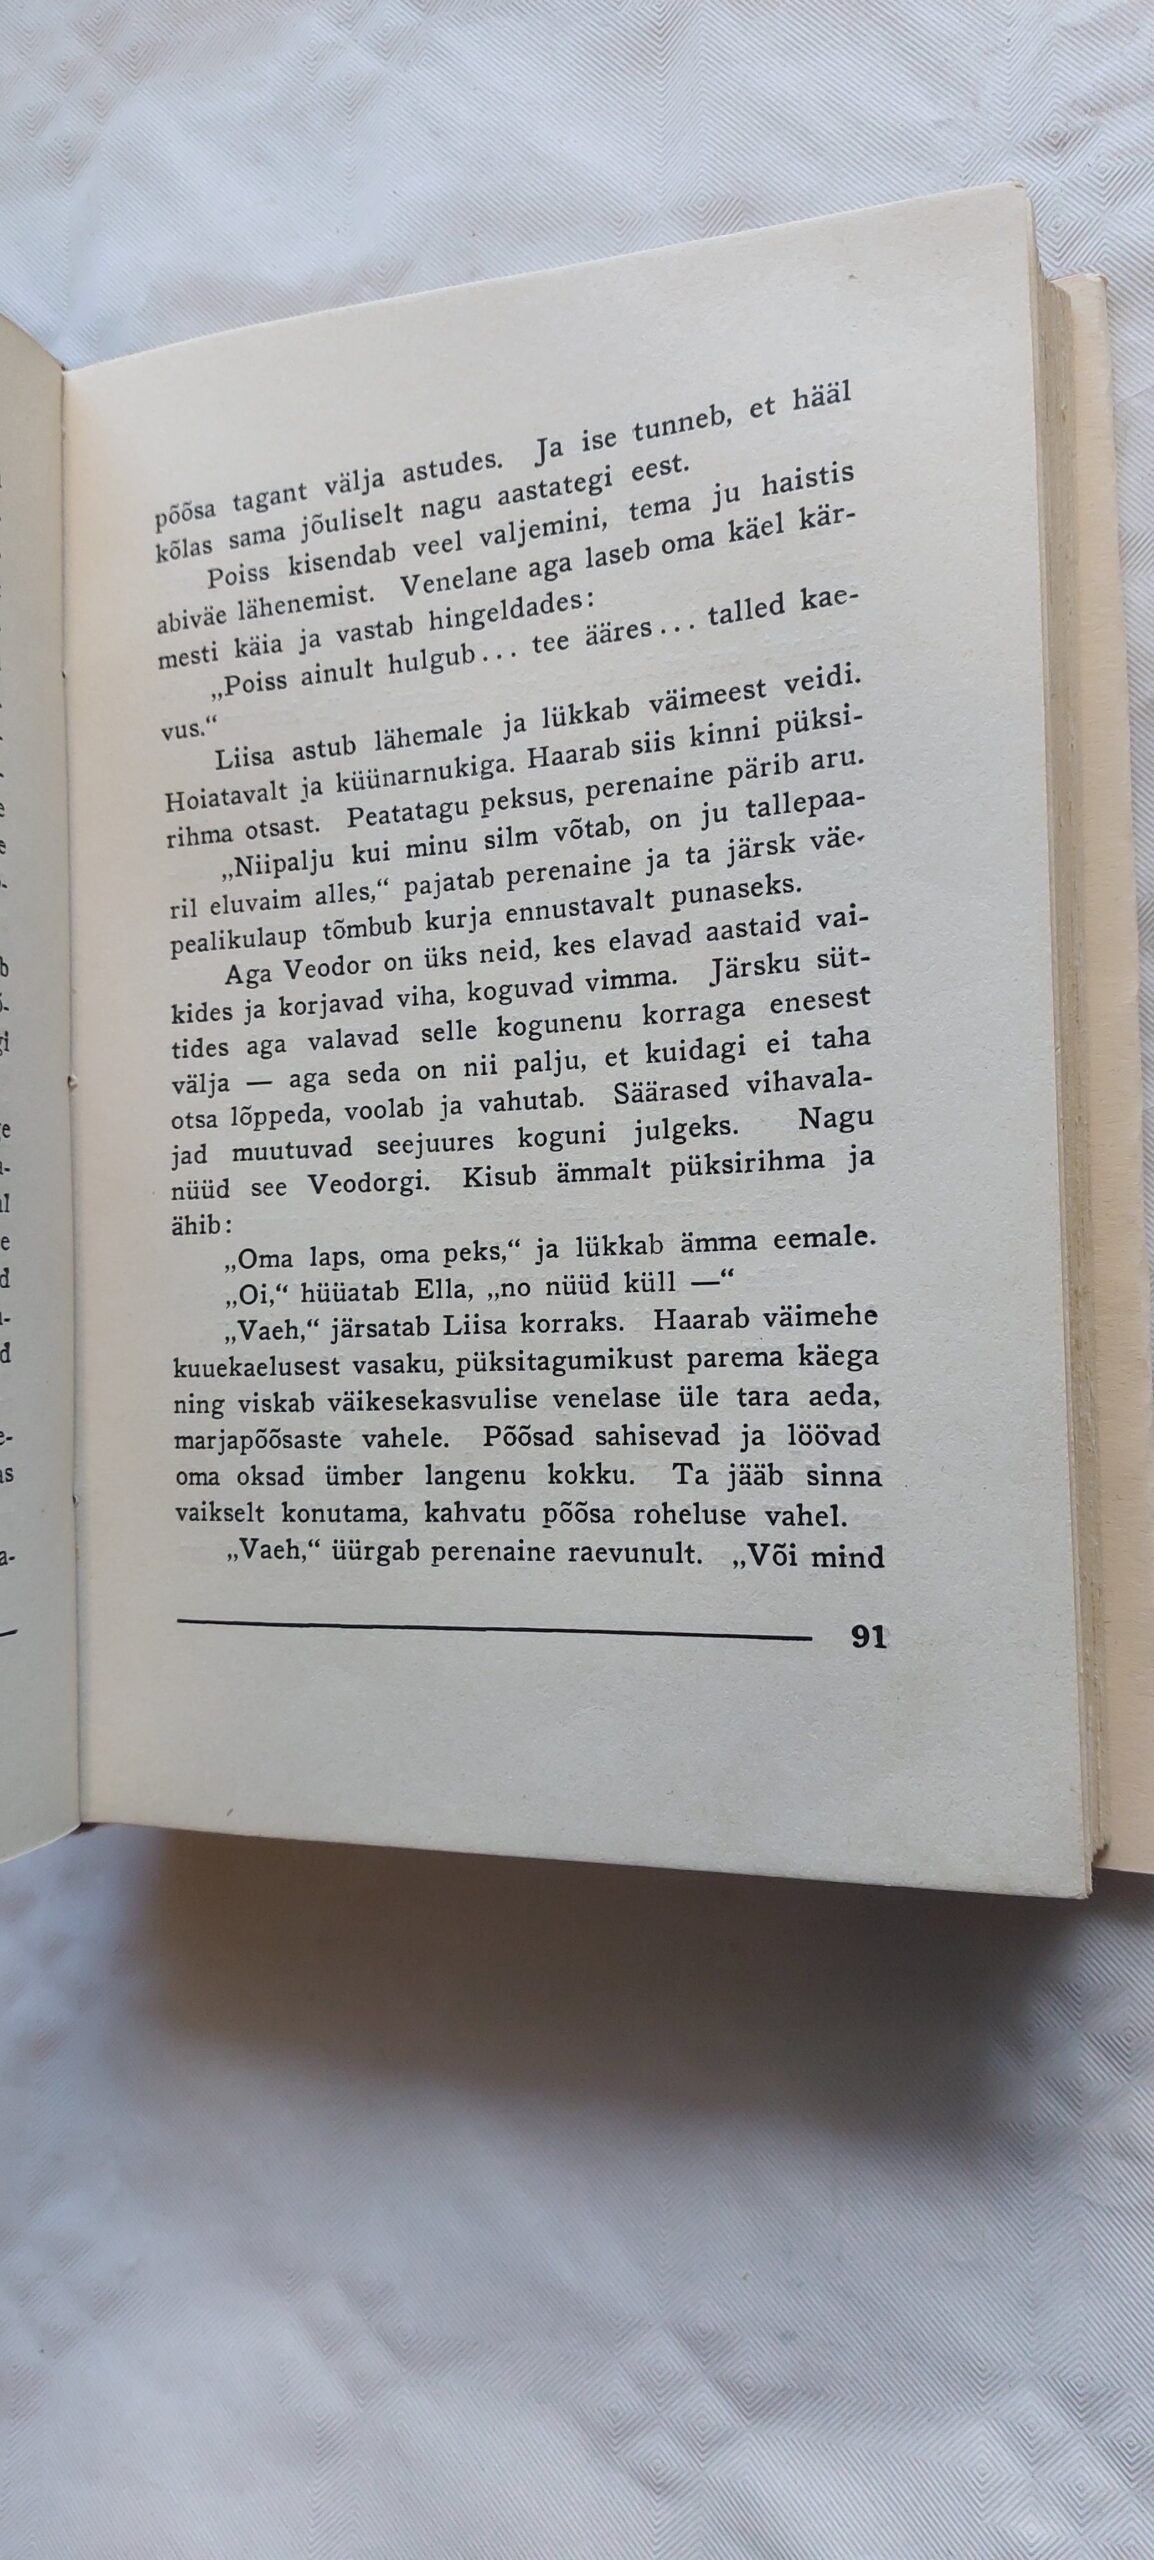 põõsa tagant välja astudes. Ja ise tunneb, et hääl
kõlas sama jõuliselt nagu aastategi eest.
Poiss kisendab veel valjemini, tema ju haistis
abiväe lähenemist. Venelane aga laseb oma käel kär-
mesti käia ja vastab hingeldades:
„Poiss ainult hulgub... tee ääres... talled kae-
vus.“
Liisa astub lähemale ja lükkab väimeest veidi.
Hoiatavalt ja küünarnukiga. Haarab siis kinni püksi-
rihma otsast. Peatatagu peksus, perenaine pärib aru.
„Niipalju kui minu silm võtab, on ju tallepaa-
ril eluvaim alles,“ pajatab perenaine ja ta järsk väe-
pealikulaup tõmbub kurja ennustavalt punaseks.
Aga Veodor on üks neid, kes elavad aastaid vai-
kides ja korjavad viha, koguvad vimma. Järsku süt-
tides aga valavad selle kogunenu korraga enesest
välja — aga seda on nii palju, et kuidagi ei taha
otsa lõppeda, voolab ja vahutab. Säärased vihavala-
jad muutuvad seejuures koguni julgeks. Nagu
nüüd see Veodorgi. Kisub ämmalt püksirihma ja
ähib:
„Oma laps, oma peks,“ ja lükkab ämma eemale.
„Oi,“ hüüatab Ella, „no nüüd küll —“
„Vaeh,“ järsatab Liisa korraks. Haarab väimehe
kuuekaelusest vasaku, püksitagumikust parema käega
ning viskab väikesekasvulise venelase üle tara aeda,
marjapõõsaste vahele. Põõsad sahisevad ja löövad
oma oksad ümber langenu kokku. Ta jääb sinna
vaikselt konutama, kahvatu põõsa roheluse vahel.
„Vaeh,“ üürgab perenaine raevunult. „Või mind
91